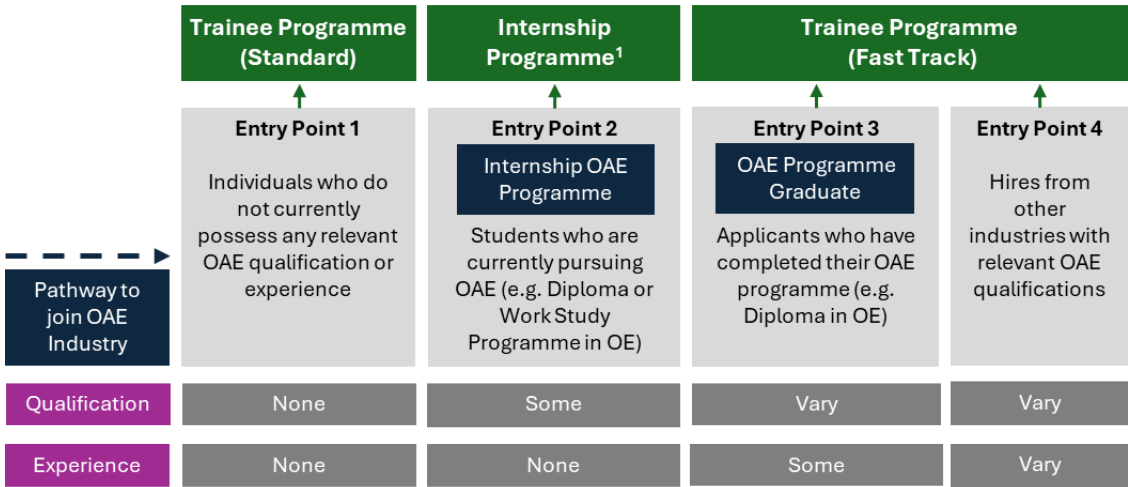 Trainee Programme
(Standard)
Internship
Programme¹
Trainee Programme
(Fast Track)
Entry Point 1
Individuals who do
not currently
possess any relevant
OAE qualification or
experience
Entry Point 2
Internship OAE
Programme
Students who are
currently pursuing
OAE (e.g. Diploma or
Work Study
Programme in OE)
Entry Point 3
OAE Programme
Graduate
Applicants who have
completed their OAE
programme (e.g.
Diploma in OE)
Entry Point 4
Hires from
other
industries with
relevant OAE
qualifications
Pathway to
join OAE
Industry
Qualification
None
Some
Vary
Vary
Experience
None
None
Some
Vary